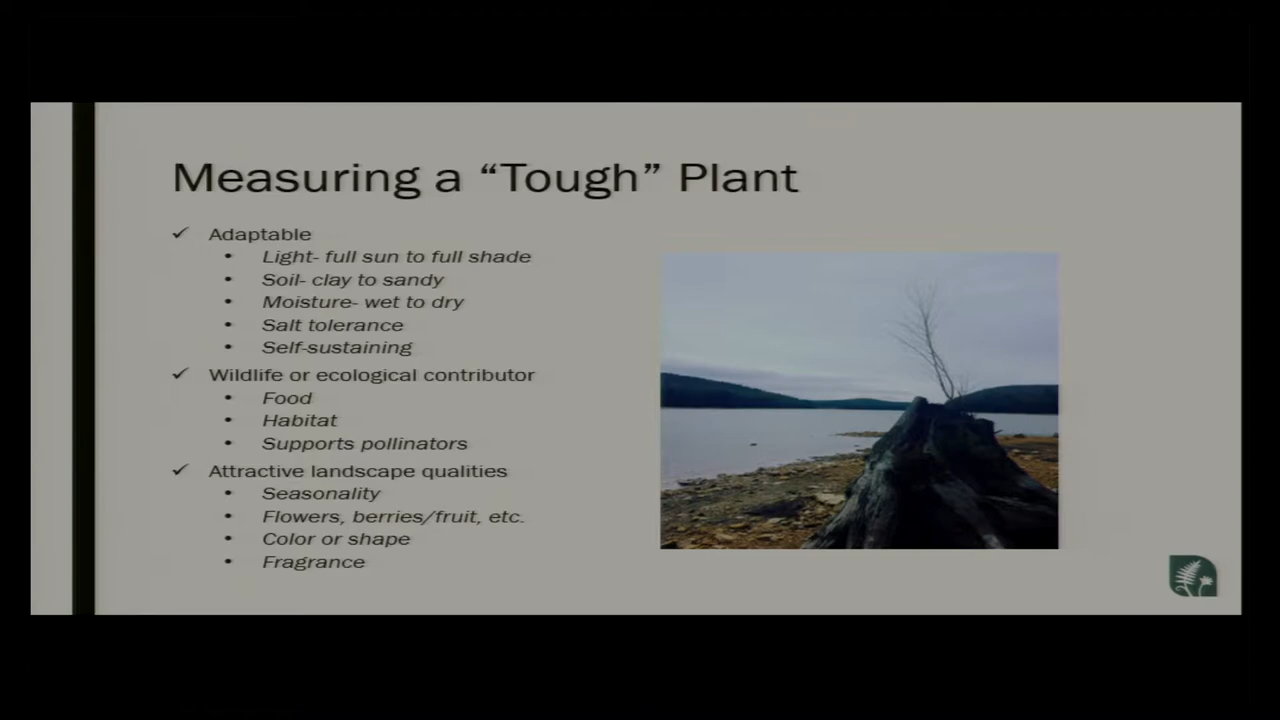 Measuring a “Tough” Plant
✓ Adaptable
• Light- full sun to full shade
• Soil- clay to sandy
• Moisture- wet to dry
• Salt tolerance
• Self-sustaining
✓ Wildlife or ecological contributor
• Food
• Habitat
• Supports pollinators
✓ Attractive landscape qualities
• Seasonality
• Flowers, berries/fruit, etc.
• Color or shape
• Fragrance